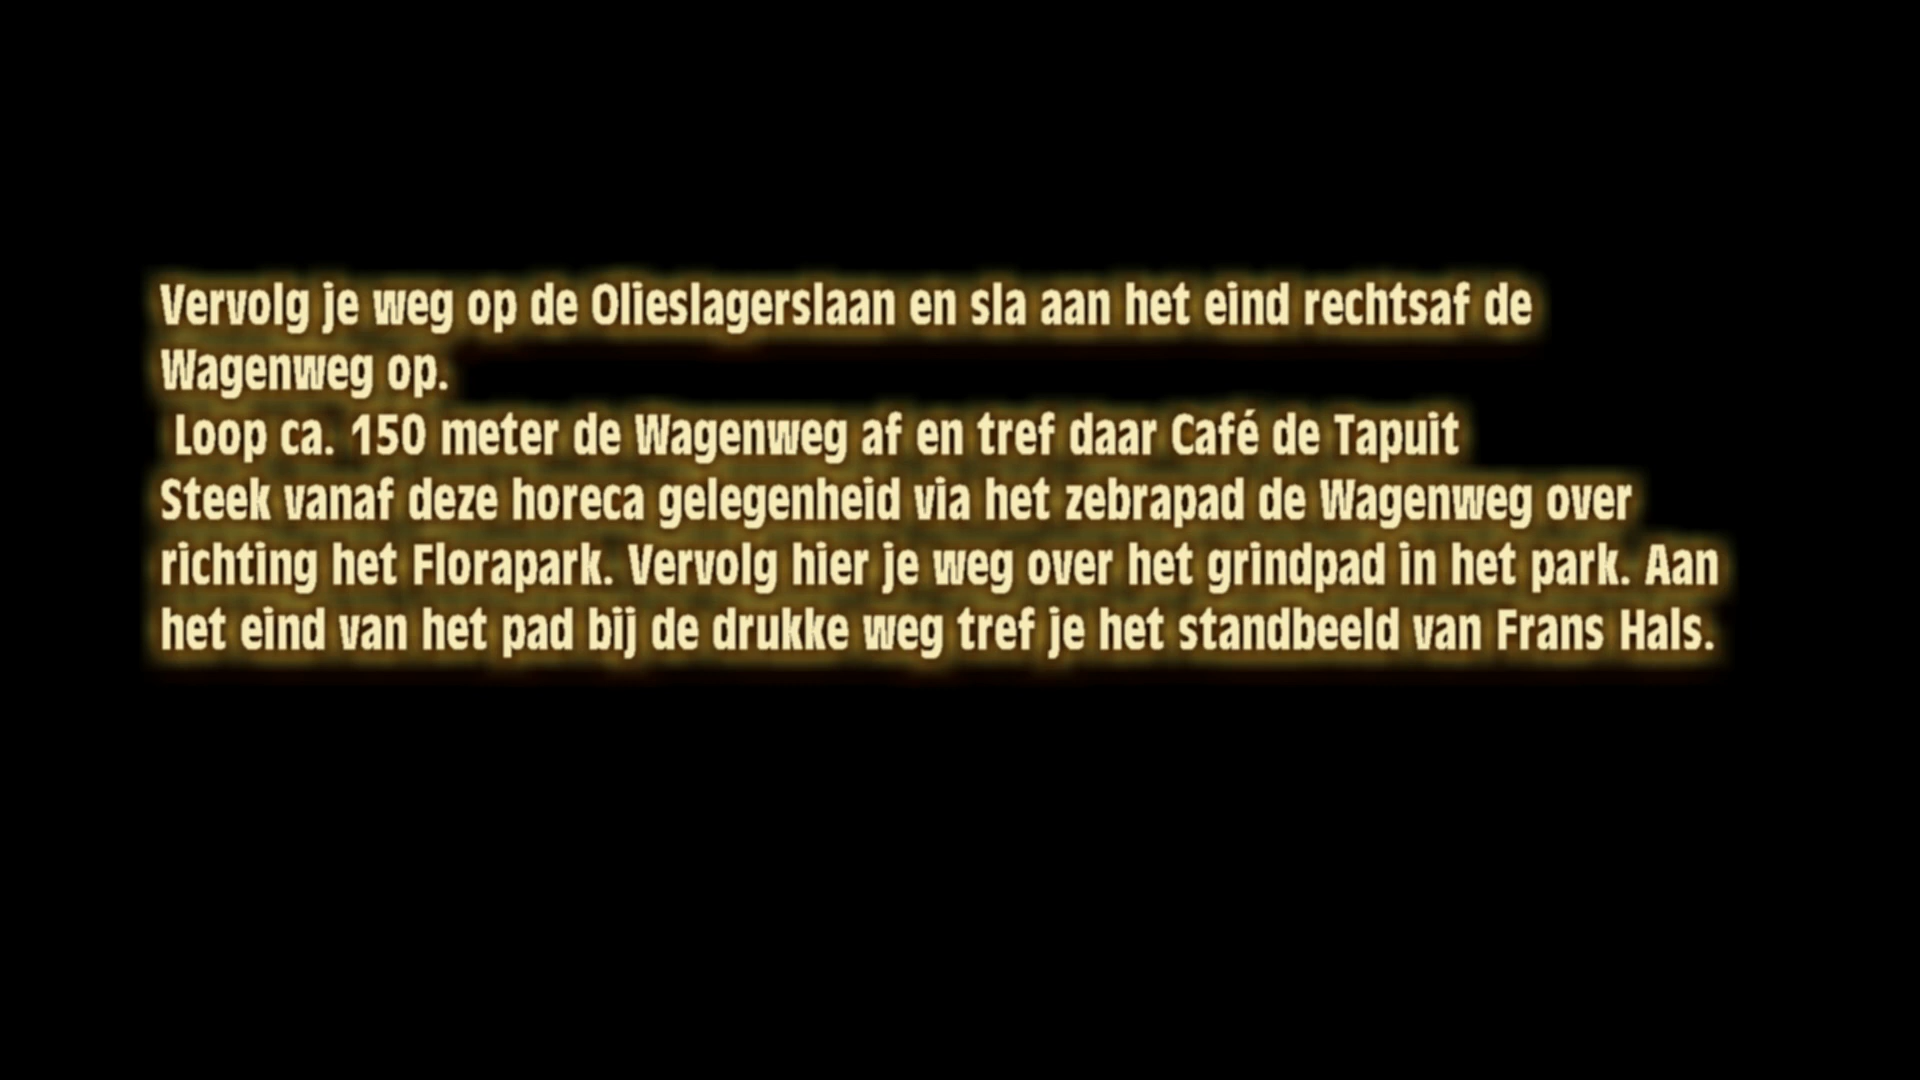 Vervolg je weg op de Olieslagerslaan en sla aan het eind rechtsaf de
Wagenweg op.
Loop ca. 150 meter de Wagenweg af en tref daar Café de Tapuit
Steek vanaf deze horeca gelegenheid via het zebrapad de Wagenweg over
richting het Florapark. Vervolg hier je weg over het grindpad in het park. Aan
het eind van het pad bij de drukke weg tref je het standbeeld van Frans Hals.